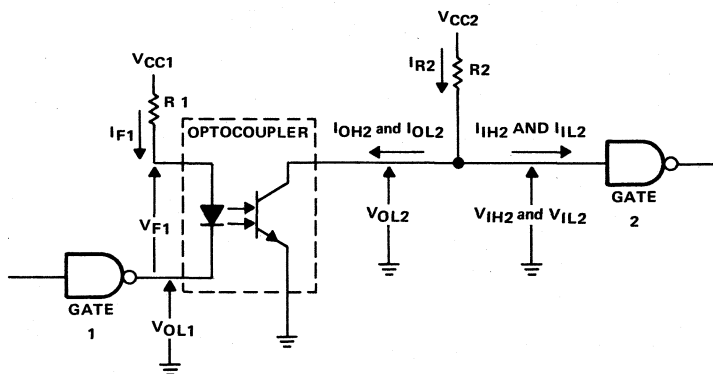 VCC2
VCC1
IR2
R2
R 1
IF1
OPTOCOUPLER
IOH2 and IOL2
IIH2 AND IIL2
VF1
VOL2
VIH2 and VIL2
GATE
2
GATE
1
VOL1